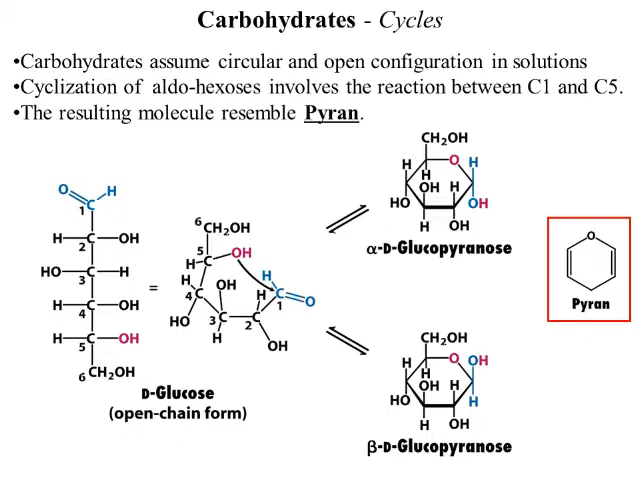 Carbohydrates - Cycles
•Carbohydrates assume circular and open configuration in solutions
•Cyclization of aldo-hexoses involves the reaction between C1 and C5.
•The resulting molecule resemble Pyran.
O H
1 C
H C OH
2
HO C H
3
H C OH
4
H C OH
5
6 CH2OH
=
6 CH2OH
5
H C OH
H
4 C
OH
H
H
C O
1
HO
3 C
C
2
H
OH
D-Glucose
(open-chain form)
CH2OH
H O H
H
OH H
HO OH
H OH
α-D-Glucopyranose
CH2OH
H O OH
H
OH H
HO H
H OH
β-D-Glucopyranose
O
Pyran